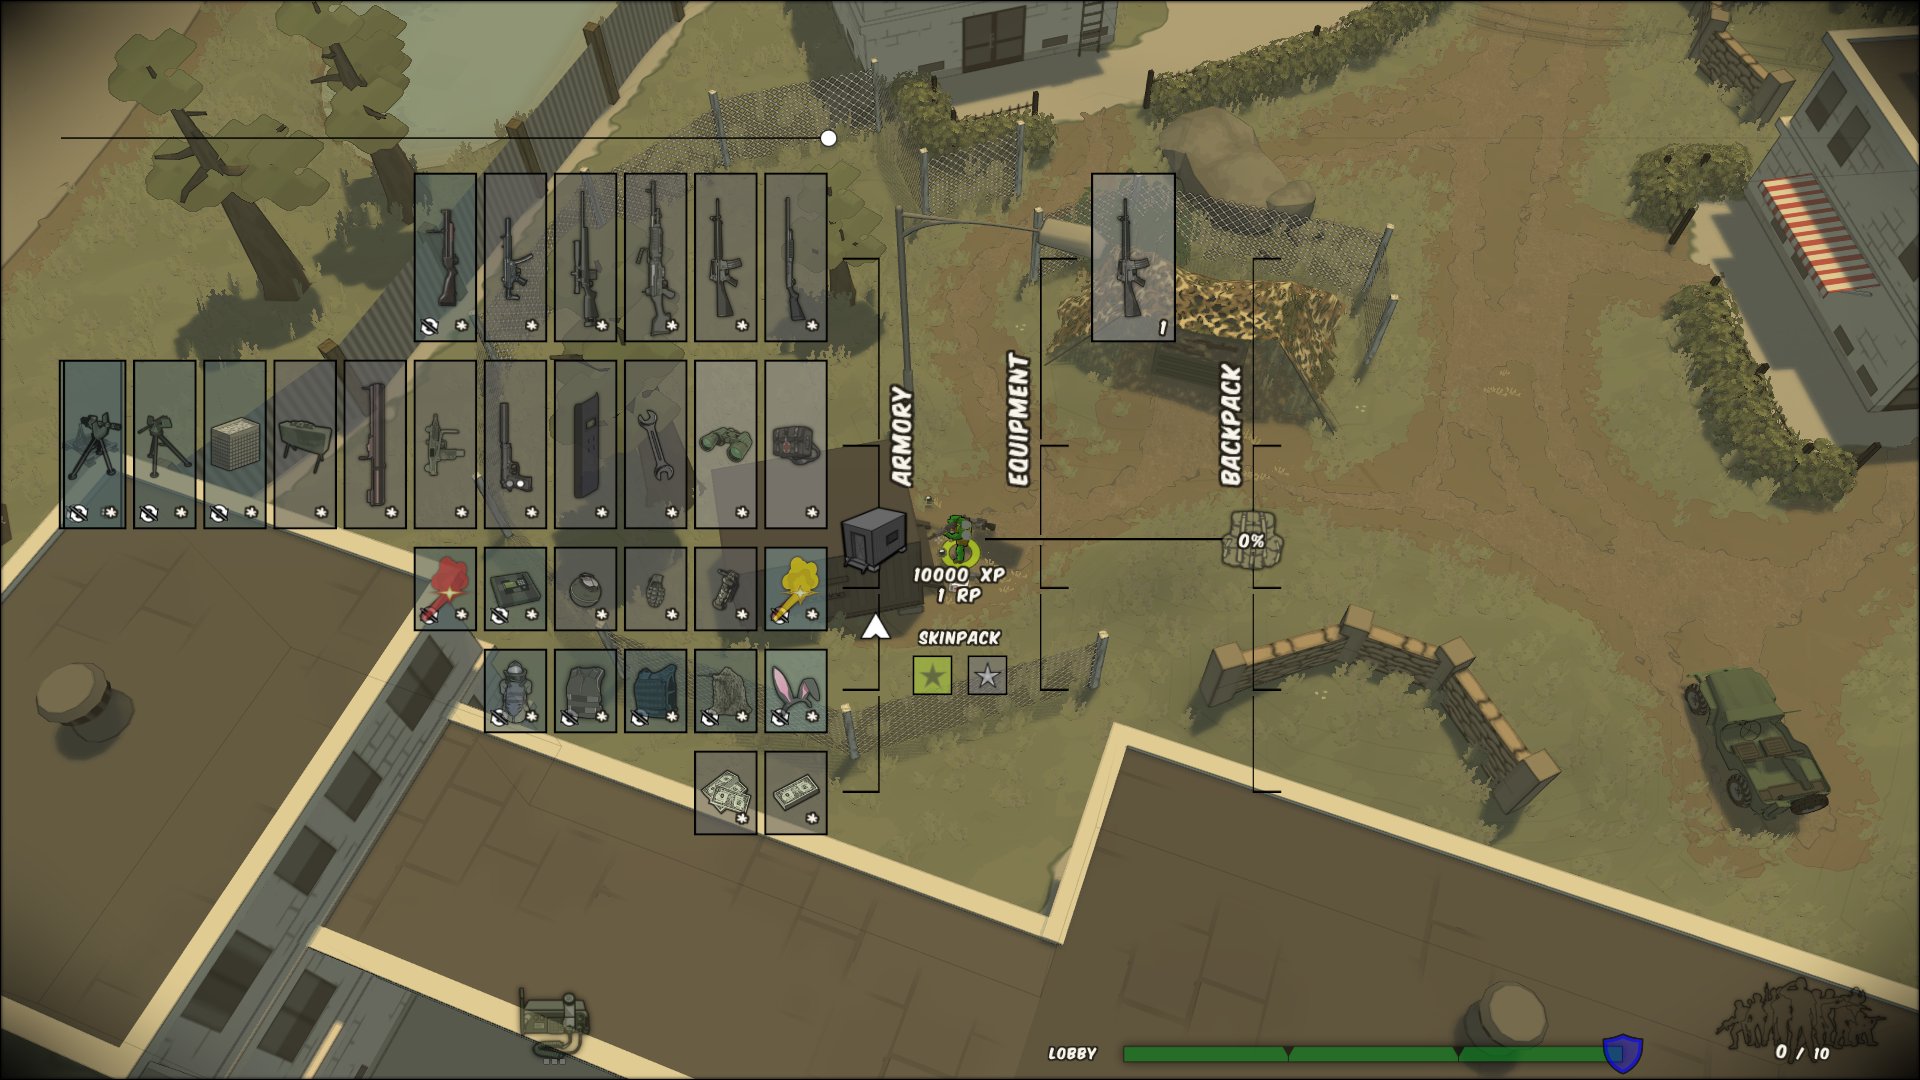 ARMORY
EQUIPMENT
BACKPACK
1
0%
10000 XP
1 RP
SKINPACK
LOBBY
0 / 10